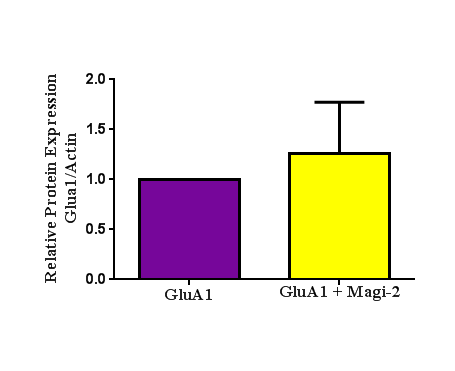 Relative Protein Expression
Glua1/Actin
2.0
1.5
1.0
0.5
0.0
GluA1
GluA1 + Magi-2